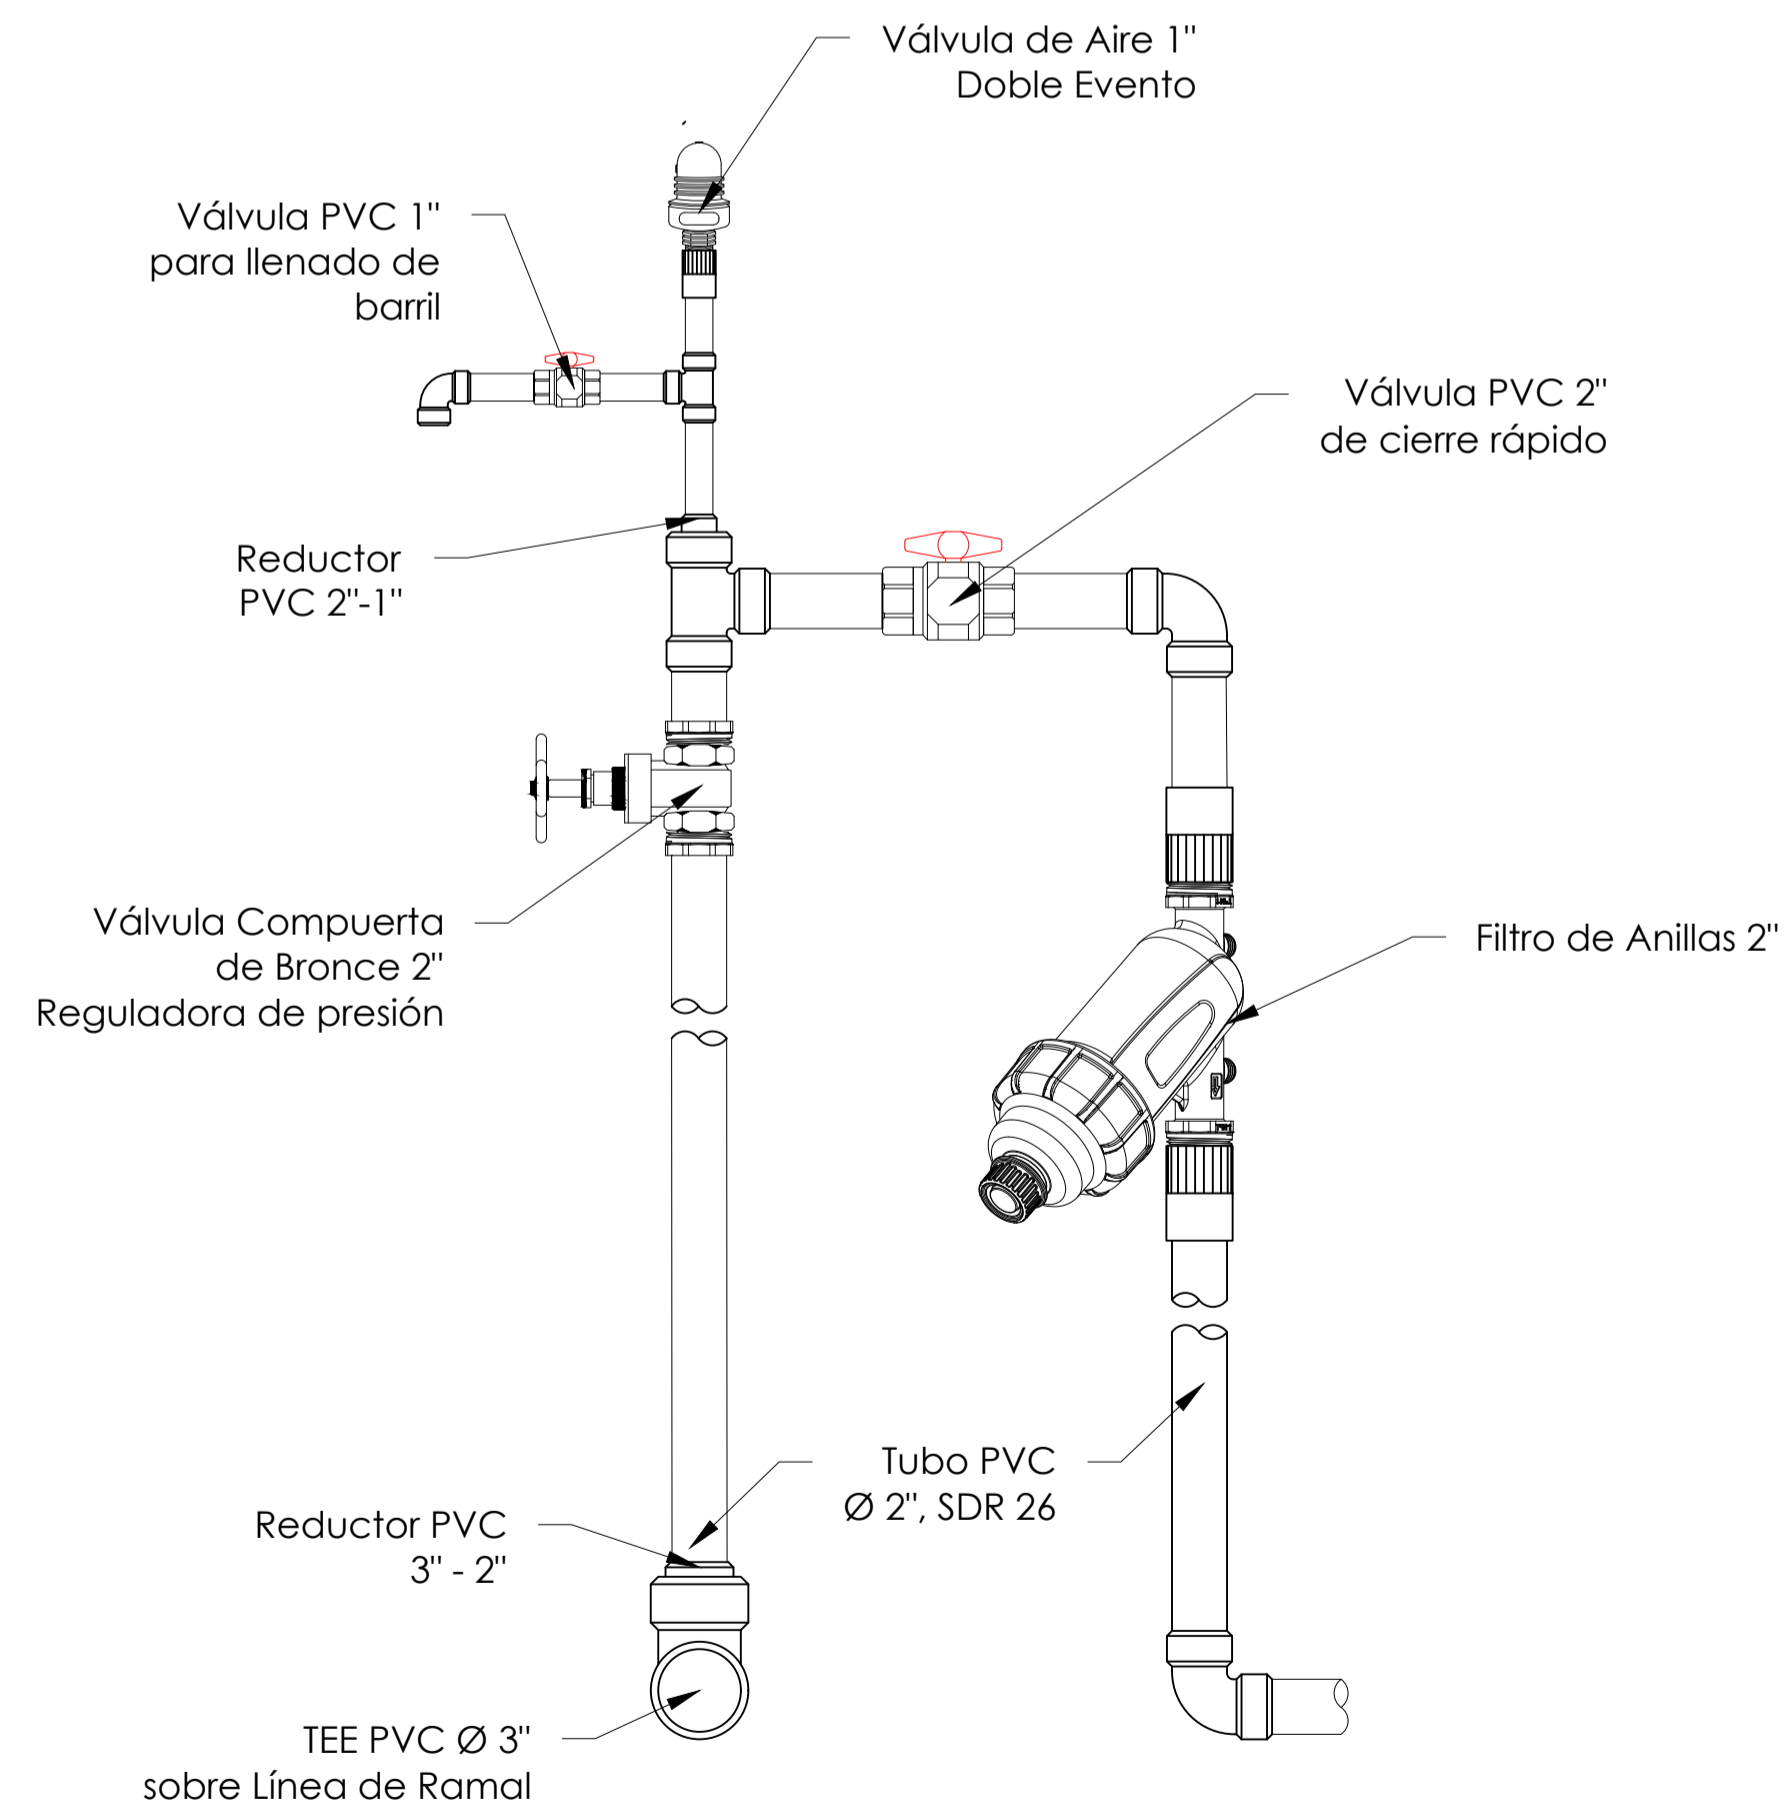 Válvula de Aire 1"
Doble Evento
Válvula PVC 1"
para llenado de
barril
Válvula PVC 2"
de cierre rápido
Reductor
PVC 2"-1"
Válvula Compuerta
de Bronce 2"
Reguladora de presión
Filtro de Anillas 2"
Tubo PVC
Ø 2", SDR 26
Reductor PVC
3" - 2"
TEE PVC Ø 3"
sobre Línea de Ramal